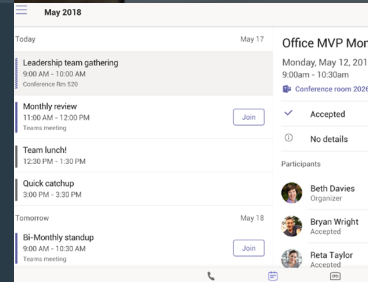 May 2018
Today May 17
Leadership team gathering
9:00 AM - 10:00 AM
Conference Rm 520
Monthly review
11:00 AM - 12:00 PM
Teams meeting
Join
Team lunch!
12:30 PM - 1:30 PM
Quick catchup
3:00 PM - 3:30 PM
Tomorrow May 18
Bi-Monthly standup
9:00 AM - 10:30 AM
Teams meeting
Join
Office MVP Mon
Monday, May 12, 201
9:00am - 10:30am
Conference room 2026
Accepted
No details
Participants
Beth Davies
Organizer
Bryan Wright
Accepted
Reta Taylor
Accepted